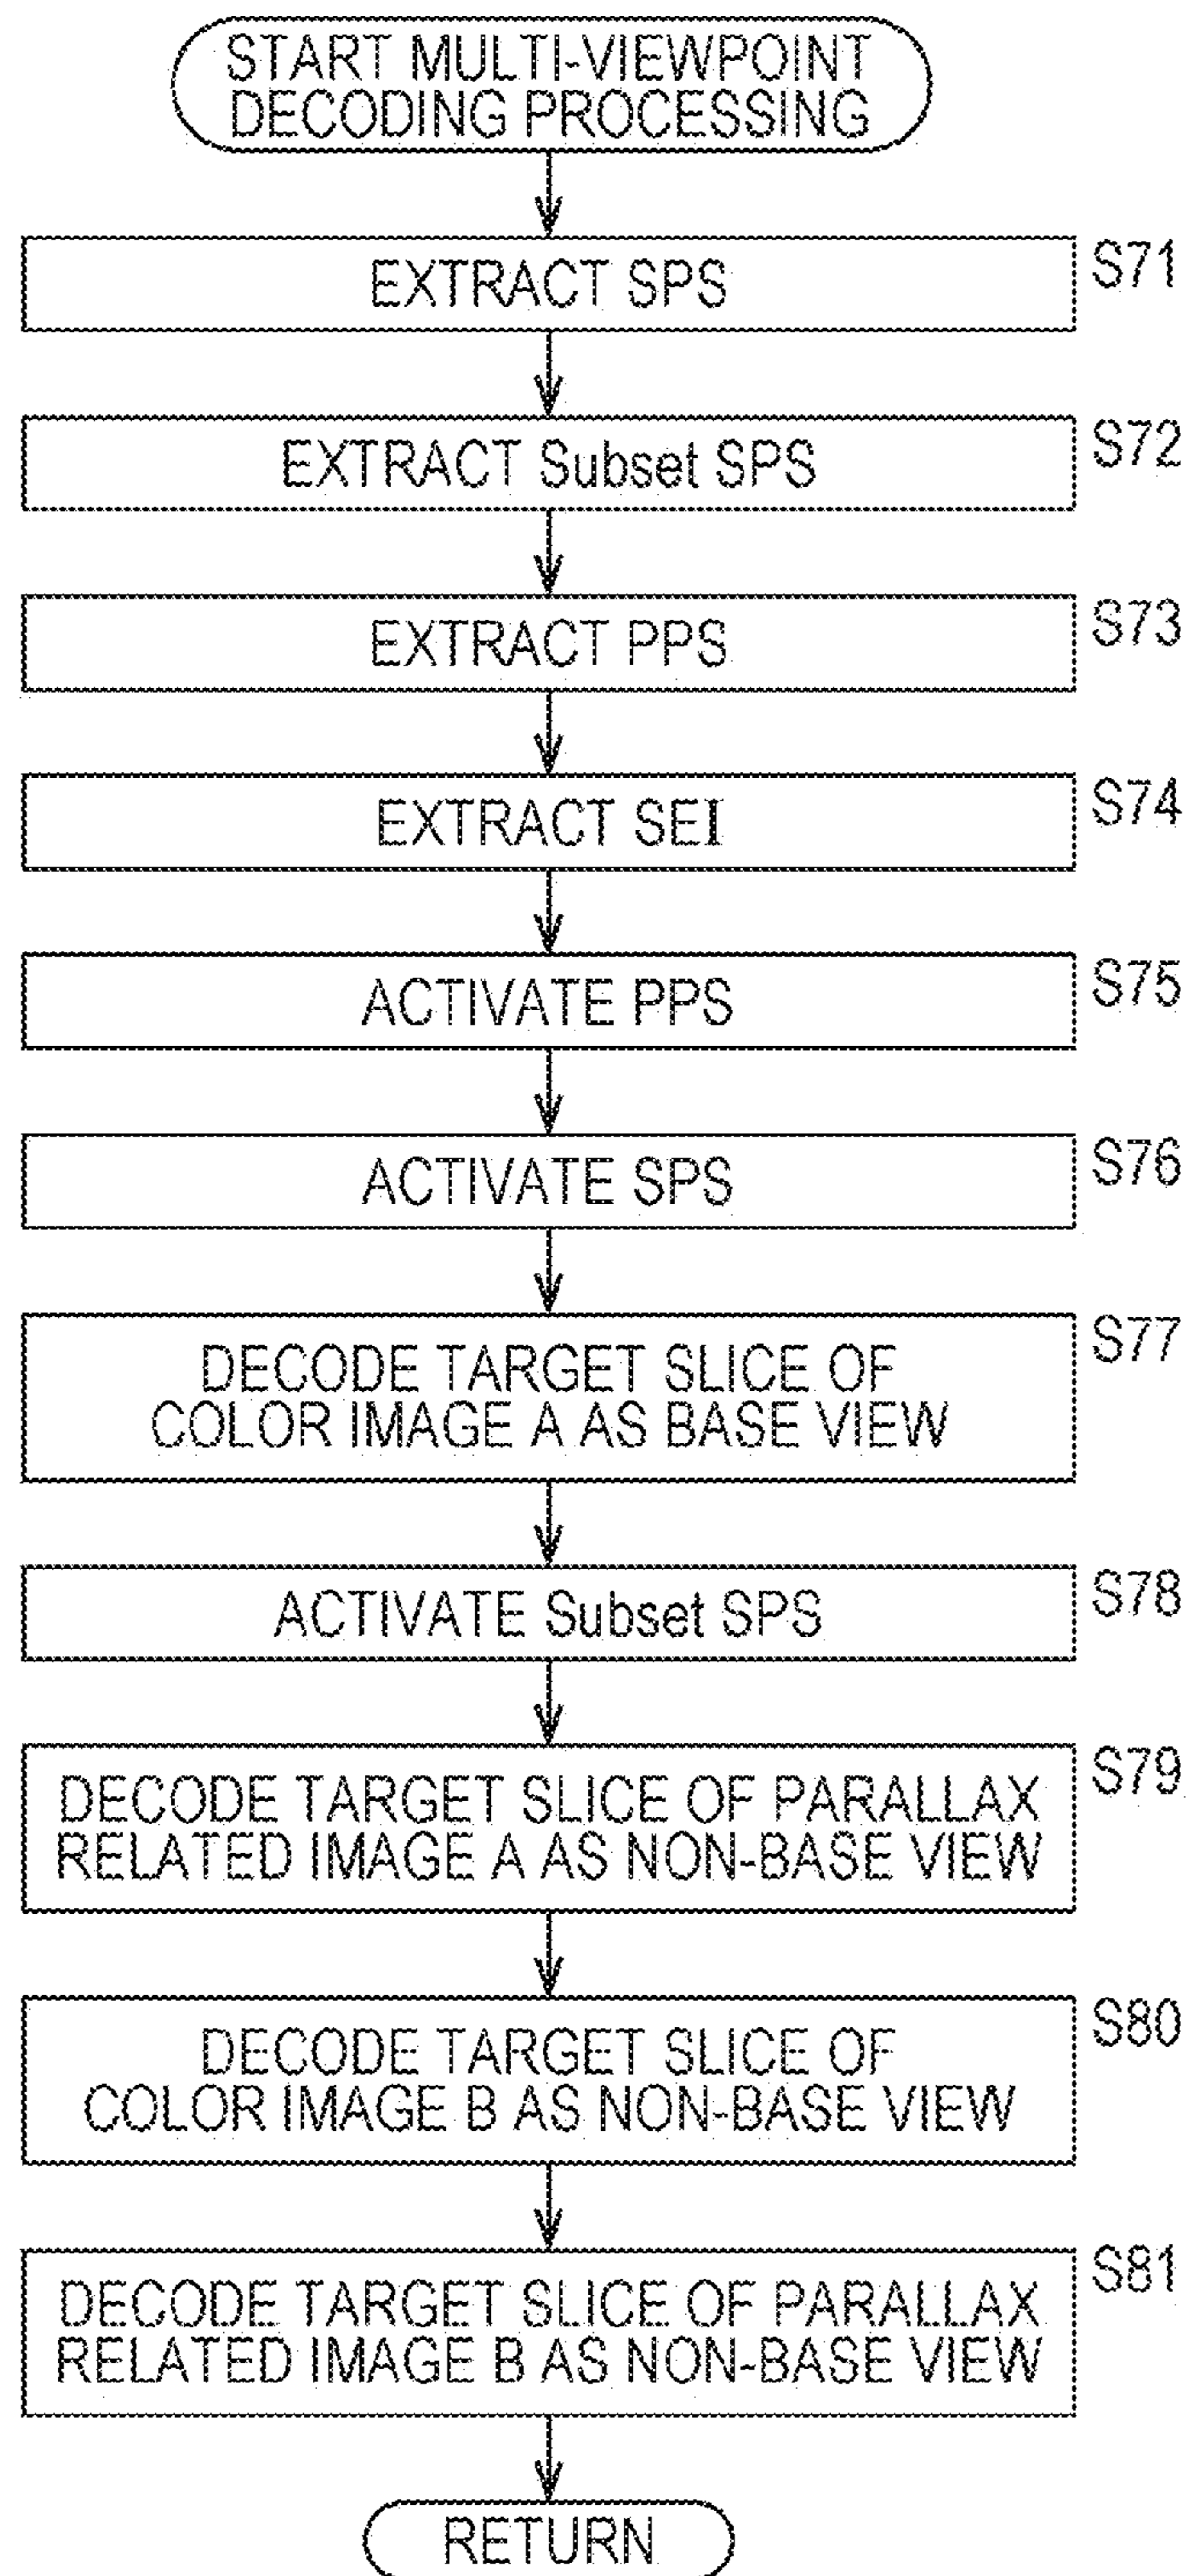 START MULTI-VIEWPOINT
DECODING PROCESSING
EXTRACT SPS
S71
EXTRACT Subset SPS
S72
EXTRACT PPS
S73
EXTRACT SEI
S74
ACTIVATE PPS
S75
ACTIVATE SPS
S76
DECODE TARGET SLICE OF
COLOR IMAGE A AS BASE VIEW
S77
ACTIVATE Subset SPS
S78
DECODE TARGET SLICE OF PARALLAX
RELATED IMAGE A AS NON-BASE VIEW
S79
DECODE TARGET SLICE OF
COLOR IMAGE B AS NON-BASE VIEW
S80
DECODE TARGET SLICE OF PARALLAX
RELATED IMAGE B AS NON-BASE VIEW
S81
RETURN